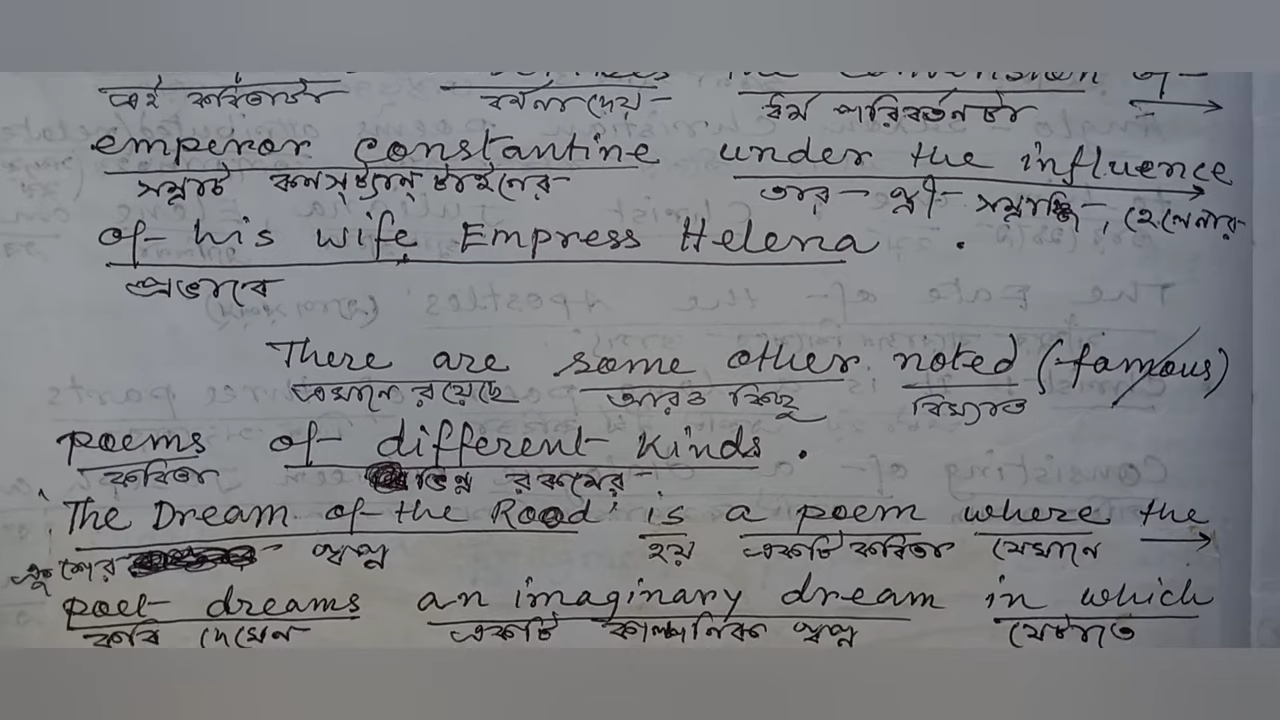 the conversion of
এই কবিতাটা বর্ণনা দেয় ধর্ম পরিবর্তনটা
emperor constantine under the influence
সম্রাট কনস্ট্যান্টাইনের তার স্ত্রী সম্রাজ্ঞি, হেলেনার
of his wife Empress Helena .
প্রভাবে
There are some other noted (famous)
এখানে রয়েছে আরও কিছু বিখ্যাত
poems of different kinds .
কবিতা ভিন্ন রকমের
'The Dream of the Rood' is a poem where the
ক্রুশের স্বপ্ন হয় একটি কবিতা যেখানে
poet dreams an imaginary dream in which
কবি দেখেন একটি কাল্পনিক স্বপ্ন যেটাতে